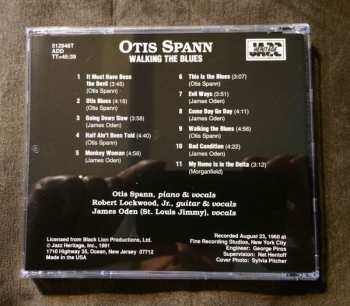 512948T
ADD
TT=45:39
OTIS SPANN
WALKING THE BLUES
JAZZ
HERITAGE
1 It Must Have Been
the Devil (3:45)
(Otis Spann)
2 Otis Blues (4:15)
(Otis Spann)
3 Going Down Slow (3:58)
(James Oden)
4 Half Ain't Been Told (4:40)
(Otis Spann)
5 Monkey Woman (4:56)
(James Oden)
6 This is the Blues (3:07)
(Otis Spann)
7 Evil Ways (3:51)
(James Oden)
8 Come Day Go Day (4:11)
(James Oden)
9 Walking the Blues (4:56)
(Otis Spann)
10 Bad Condition (4:22)
(James Oden)
11 My Home Is in the Delta (3:12)
(Morganfield)
Otis Spann, piano & vocals
Robert Lockwood, Jr., guitar & vocals
James Oden (St. Louis Jimmy), vocals
Licensed from Black Lion Productions, Ltd.
© Jazz Heritage, Inc., 1991
1710 Highway 35, Ocean, New Jersey 07712
Made in the USA
Recorded August 23, 1960 at
Fine Recording Studios, New York City
Engineer: George Piros
Supervision: Nat Hentoff
Cover Photo: Sylvia Pitcher